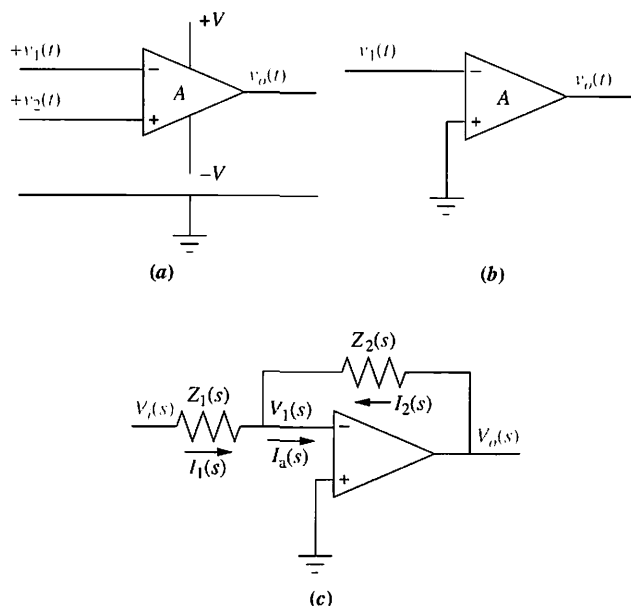 +V
+v₁(t)
−
vₒ(t)
A
+v₂(t)
+
−V
(a)
v₁(t)
−
vₒ(t)
A
+
(b)
Z₂(s)
Z₁(s)
Vᵢ(s)
V₁(s)
I₂(s)
−
Vₒ(s)
I₁(s)
Iₐ(s)
+
(c)